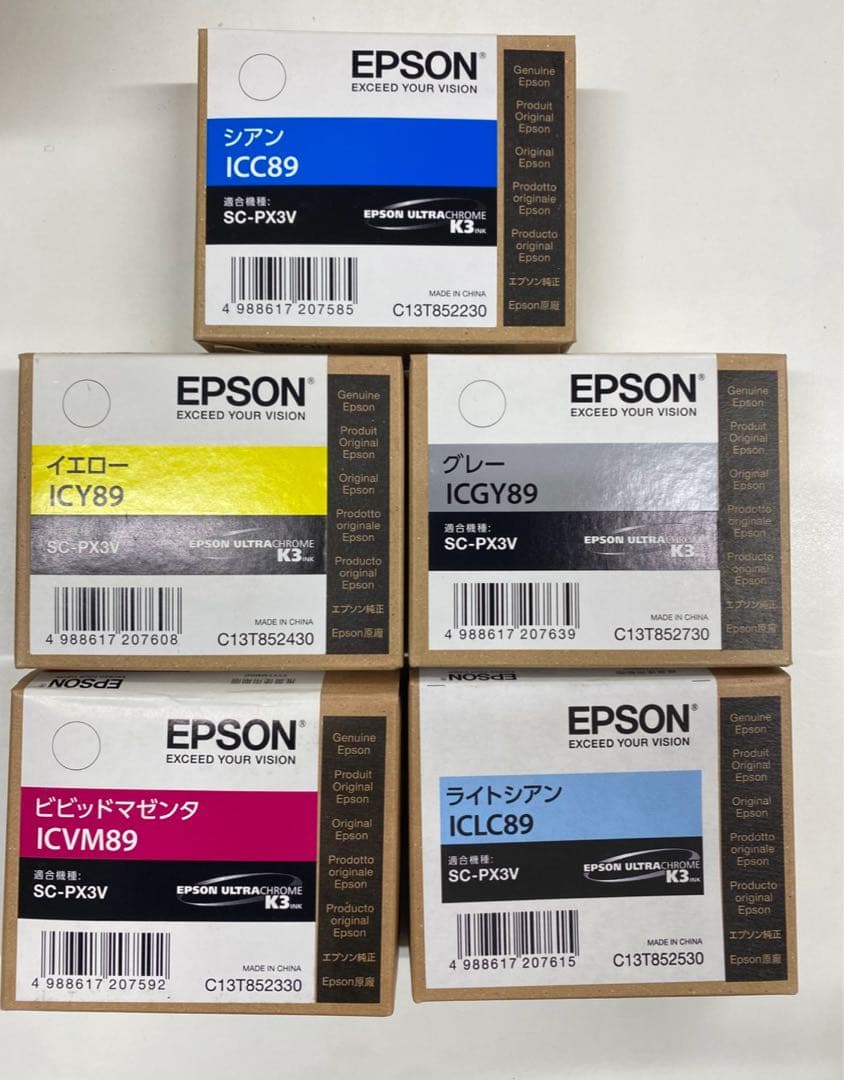 EPSON®
EXCEED YOUR VISION
シアン
ICC89
適合機種:
SC-PX3V
EPSON ULTRACHROME
K3 INK
4 988617 207585
MADE IN CHINA
C13T852230
Genuine
Epson
Produit
Original
Epson
Original
Epson
Prodotto
originale
Epson
Producto
original
Epson
エプソン純正
Epson原廠
EPSON®
EXCEED YOUR VISION
イエロー
ICY89
SC-PX3V
EPSON ULTRACHROME
K3 INK
4 988617 207608
MADE IN CHINA
C13T852430
Genuine
Epson
Produit
Original
Epson
Original
Epson
Prodotto
originale
Epson
Producto
original
Epson
エプソン純正
Epson原廠
EPSON®
EXCEED YOUR VISION
グレー
ICGY89
適合機種:
SC-PX3V
EPSON ULTRACHROME
K3
4 988617 207639
MADE IN CHINA
C13T852730
Genuine
Epson
Produit
Original
Epson
Original
Epson
Prodotto
originale
Epson
Producto
original
Epson
エプソン純正
Epson原廠
EPSON
EPSON®
EXCEED YOUR VISION
ビビッドマゼンタ
ICVM89
適合機種:
SC-PX3V
EPSON ULTRACHROME
K3 INK
4 988617 207592
MADE IN CHINA
C13T852330
Genuine
Epson
Produit
Original
Epson
Original
Epson
Prodotto
originale
Epson
Producto
original
Epson
エプソン純正
Epson原廠
EPSON
EPSON®
EXCEED YOUR VISION
ライトシアン
ICLC89
適合機種:
SC-PX3V
EPSON ULTRACHROME
K3 INK
4 988617 207615
MADE IN CHINA
C13T852530
Genuine
Epson
Produit
Original
Epson
Original
Epson
Prodotto
originale
Epson
Producto
original
Epson
エプソン純正
Epson原廠